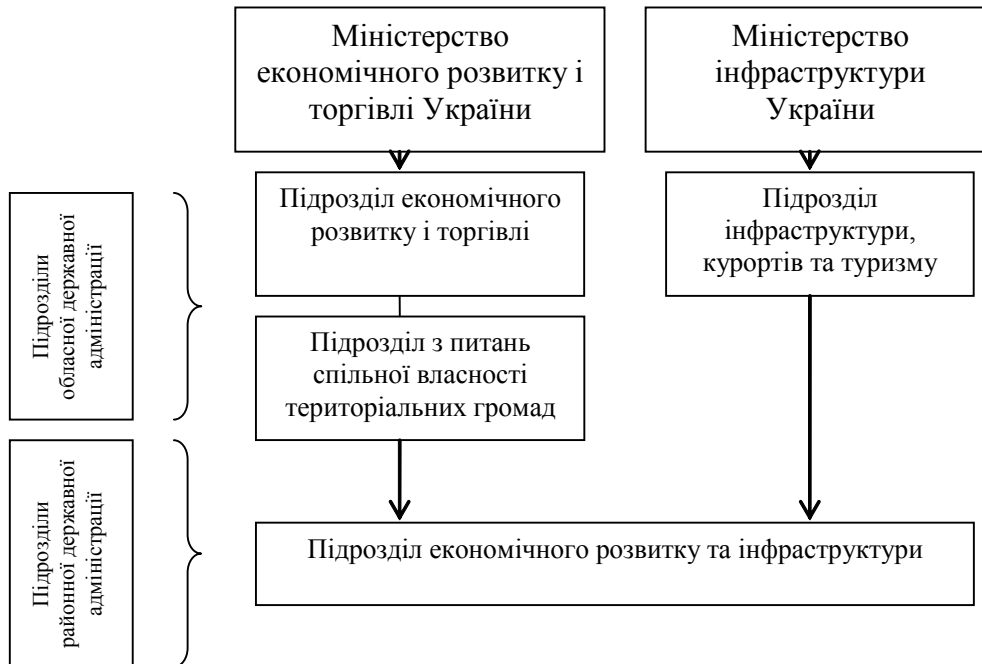 Міністерство
економічного розвитку і
торгівлі України
Міністерство
інфраструктури
України
Підрозділи
обласної державної
адміністрації
Підрозділ економічного
розвитку і торгівлі
Підрозділ
інфраструктури,
курортів та туризму
Підрозділ з питань
спільної власності
територіальних громад
Підрозділи
районної державної
адміністрації
Підрозділ економічного розвитку та інфраструктури